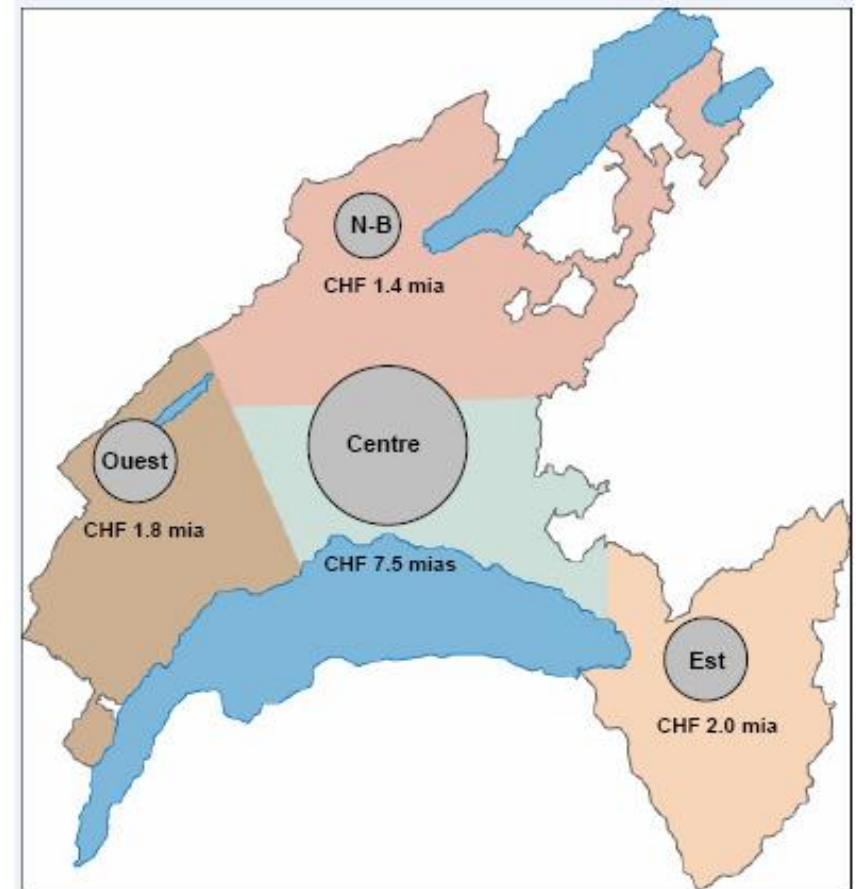 N-B
CHF 1.4 mia
Centre
Ouest
CHF 1.8 mia
CHF 7.5 mias
Est
CHF 2.0 mia